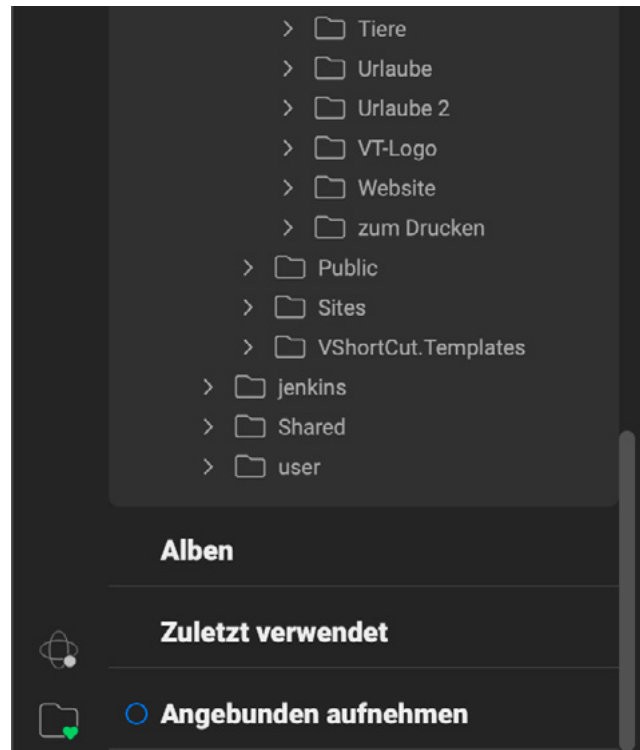 Tiere
Urlaube
Urlaube 2
VT-Logo
Website
zum Drucken
Public
Sites
VShortCut.Templates
jenkins
Shared
user
Alben
Zuletzt verwendet
Angebunden aufnehmen